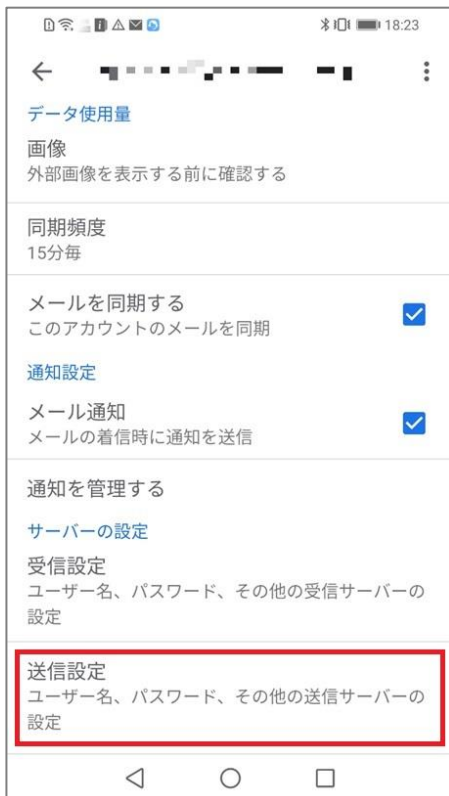 18:23
データ使用量
画像
外部画像を表示する前に確認する
同期頻度
15分毎
メールを同期する
このアカウントのメールを同期
通知設定
メール通知
メールの着信時に通知を送信
通知を管理する
サーバーの設定
受信設定
ユーザー名、パスワード、その他の受信サーバーの
設定
送信設定
ユーザー名、パスワード、その他の送信サーバーの
設定